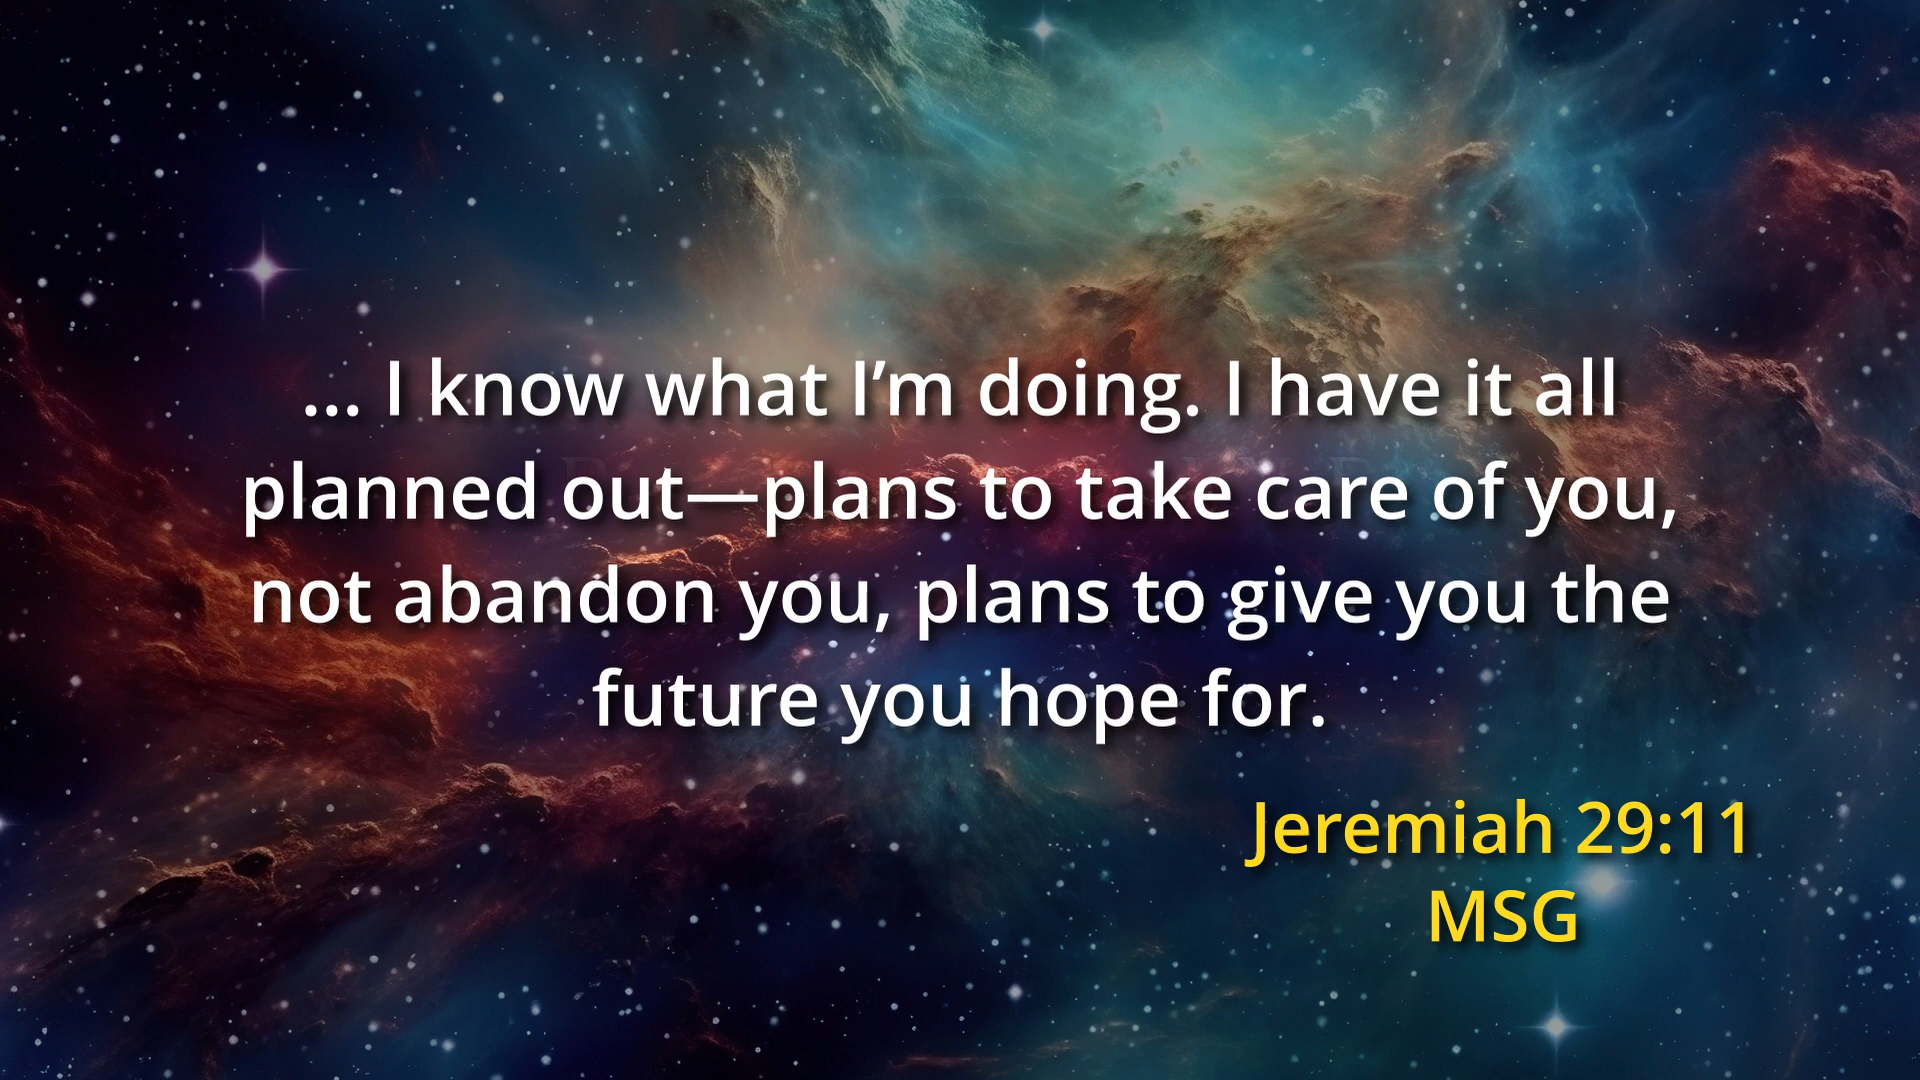 ... I know what I’m doing. I have it all
planned out—plans to take care of you,
not abandon you, plans to give you the
future you hope for.
Jeremiah 29:11
MSG